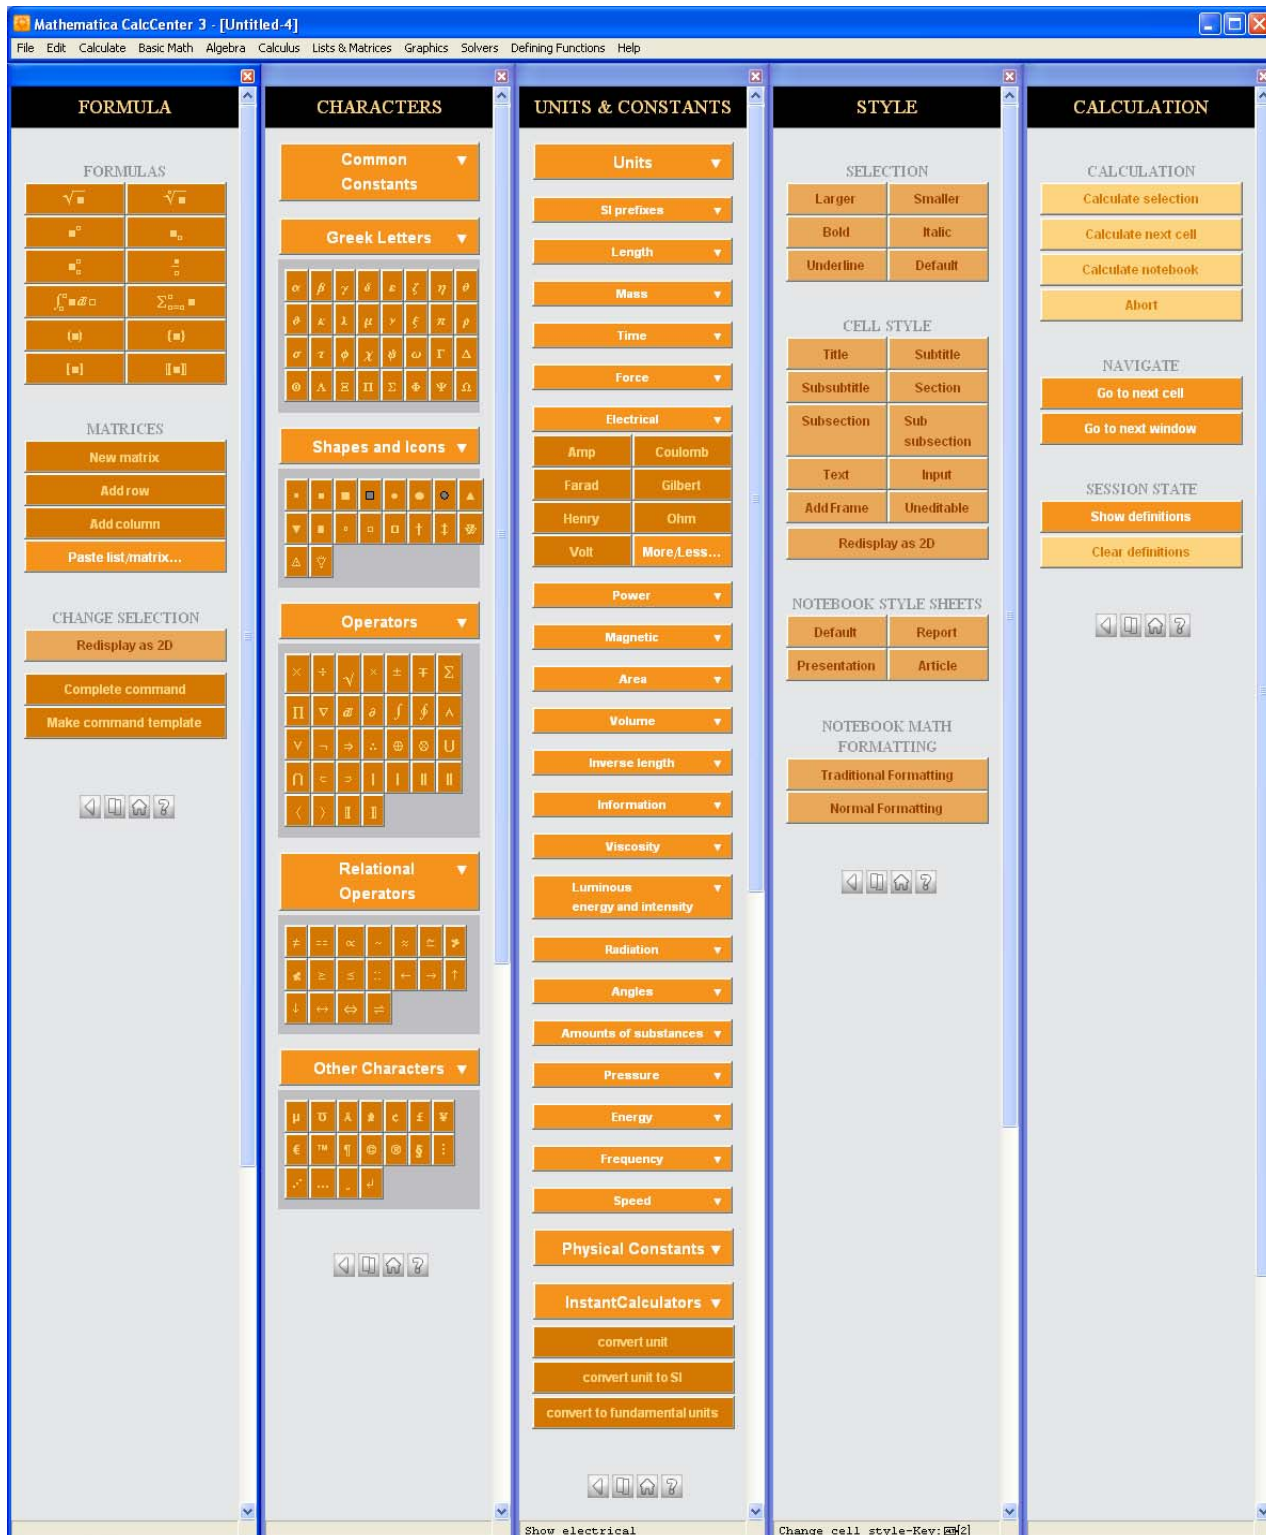 Mathematica CalcCenter 3 - [Untitled-4]
File Edit Calculate Basic Math Algebra Calculus Lists & Matrices Graphics Solvers Defining Functions Help
FORMULA
FORMULAS
MATRICES
New matrix
Add row
Add column
Paste list/matrix...
CHANGE SELECTION
Redisplay as 2D
Complete command
Make command template
CHARACTERS
Common
Constants
Greek Letters
α β γ δ ε ζ η θ
ϑ κ λ μ ν ξ π ρ
σ τ ϕ χ ψ ω Γ Δ
Θ Λ Ξ Π Σ Φ Ψ Ω
Shapes and Icons
Operators
× ÷ √ × ± ∓ Σ
∏ ∇ ⅆ ∂ ∫ ∮ ∧
∨ ¬ ⇒ ∴ ⊕ ⊗ ∪
∩ ⊂ ⊃ | | ‖ ‖
〈 〉 〚 〛
Relational
Operators
≠ == ∝ ~ ≈ ≃
≥ ≤ ∷ ← → ↑
↓ ↔ ⇔ ⇌
Other Characters
µ ℧ Å ¢ £ ¥
€ ™ ¶ © ® § ⋮
⋰ … ↲
UNITS & CONSTANTS
Units
SI prefixes
Length
Mass
Time
Force
Electrical
Amp Coulomb
Farad Gilbert
Henry Ohm
Volt More/Less...
Power
Magnetic
Area
Volume
Inverse length
Information
Viscosity
Luminous
energy and intensity
Radiation
Angles
Amounts of substances
Pressure
Energy
Frequency
Speed
Physical Constants
InstantCalculators
convert unit
convert unit to SI
convert to fundamental units
Show electrical
STYLE
SELECTION
Larger Smaller
Bold Italic
Underline Default
CELL STYLE
Title Subtitle
Subsubtitle Section
Subsection Sub
subsection
Text Input
Add Frame Uneditable
Redisplay as 2D
NOTEBOOK STYLE SHEETS
Default Report
Presentation Article
NOTEBOOK MATH
FORMATTING
Traditional Formatting
Normal Formatting
Change cell style-Key: [2]
CALCULATION
CALCULATION
Calculate selection
Calculate next cell
Calculate notebook
Abort
NAVIGATE
Go to next cell
Go to next window
SESSION STATE
Show definitions
Clear definitions